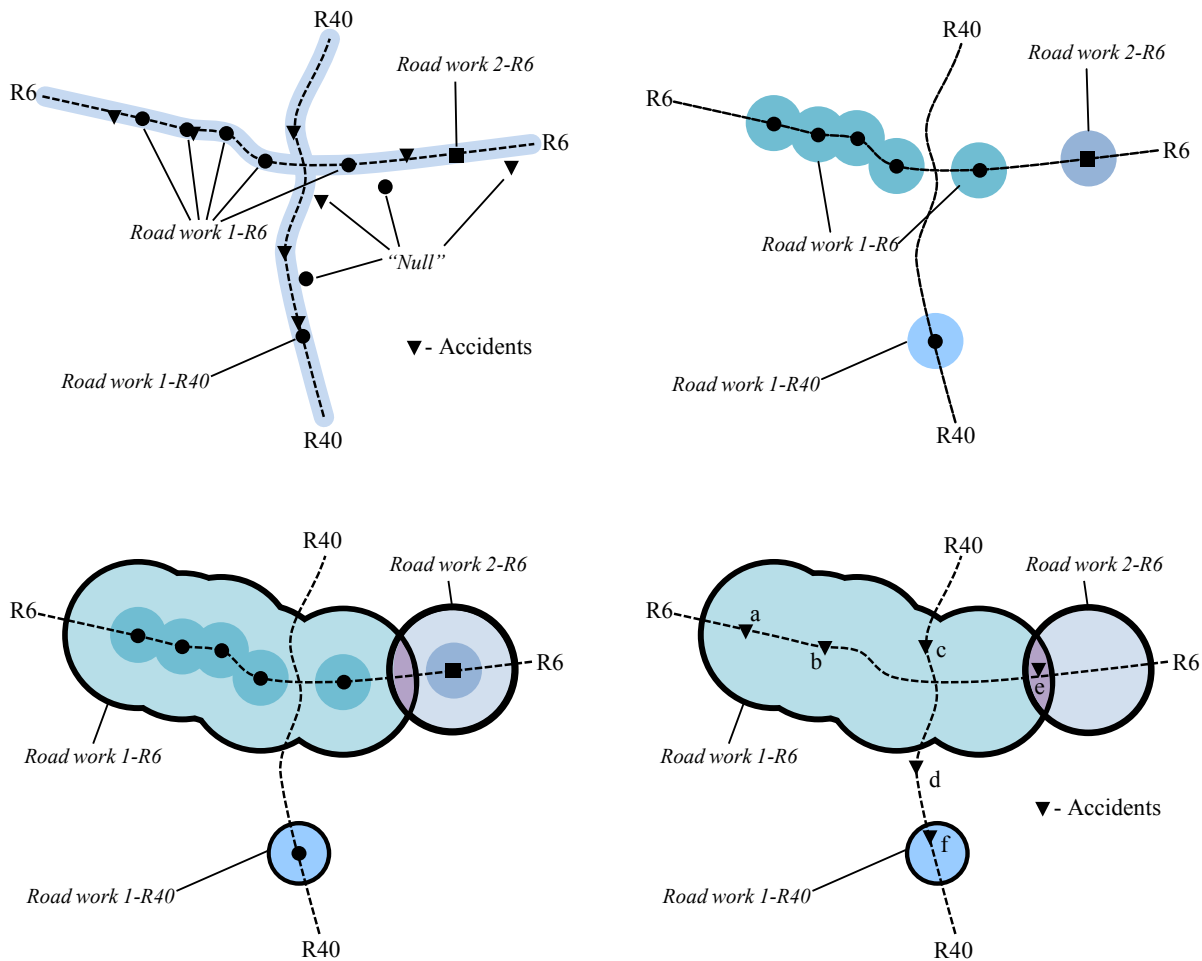 R40
Road work 2-R6
R6
R6
Road work 1-R6
“Null”
▼- Accidents
Road work 1-R40
R40
R40
Road work 2-R6
R6
R6
Road work 1-R6
Road work 1-R40
R40
R40
Road work 2-R6
R6
R6
Road work 1-R6
Road work 1-R40
R40
R40
Road work 2-R6
R6
a
b
c
R6
e
Road work 1-R6
d
▼- Accidents
f
Road work 1-R40
R40